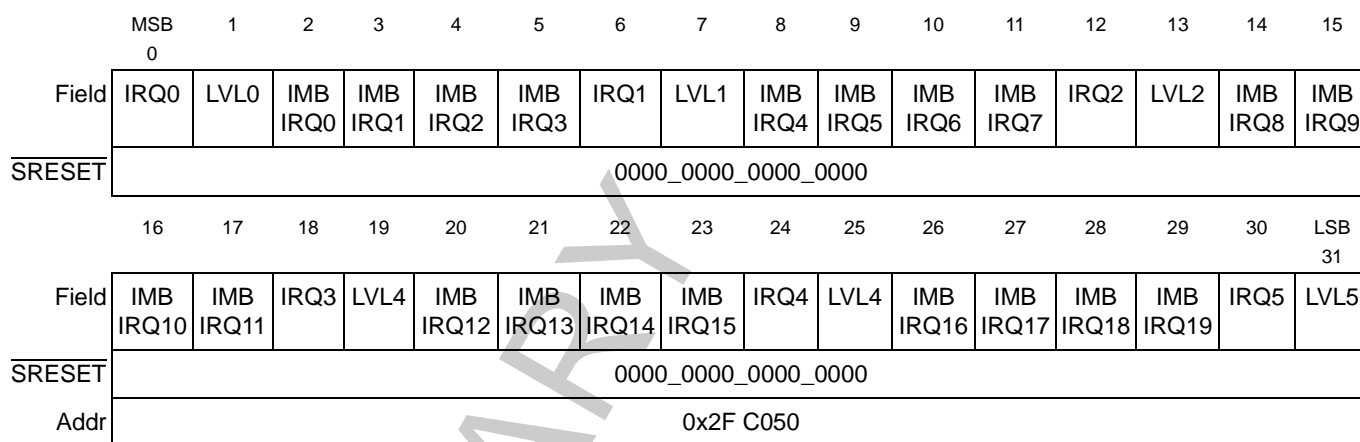 MSB 1 2 3 4 5 6 7 8 9 10 11 12 13 14 15
0
Field IRQ0 LVL0 IMB IMB IMB IMB IRQ1 LVL1 IMB IMB IMB IMB IRQ2 LVL2 IMB IMB
IRQ0 IRQ1 IRQ2 IRQ3 IRQ4 IRQ5 IRQ6 IRQ7 IRQ8 IRQ9
SRESET 0000_0000_0000_0000
16 17 18 19 20 21 22 23 24 25 26 27 28 29 30 LSB
31
Field IMB IMB IRQ3 LVL4 IMB IMB IMB IMB IRQ4 LVL4 IMB IMB IMB IMB IRQ5 LVL5
IRQ10 IRQ11 IRQ12 IRQ13 IRQ14 IRQ15 IRQ16 IRQ17 IRQ18 IRQ19
SRESET 0000_0000_0000_0000
Addr 0x2F C050